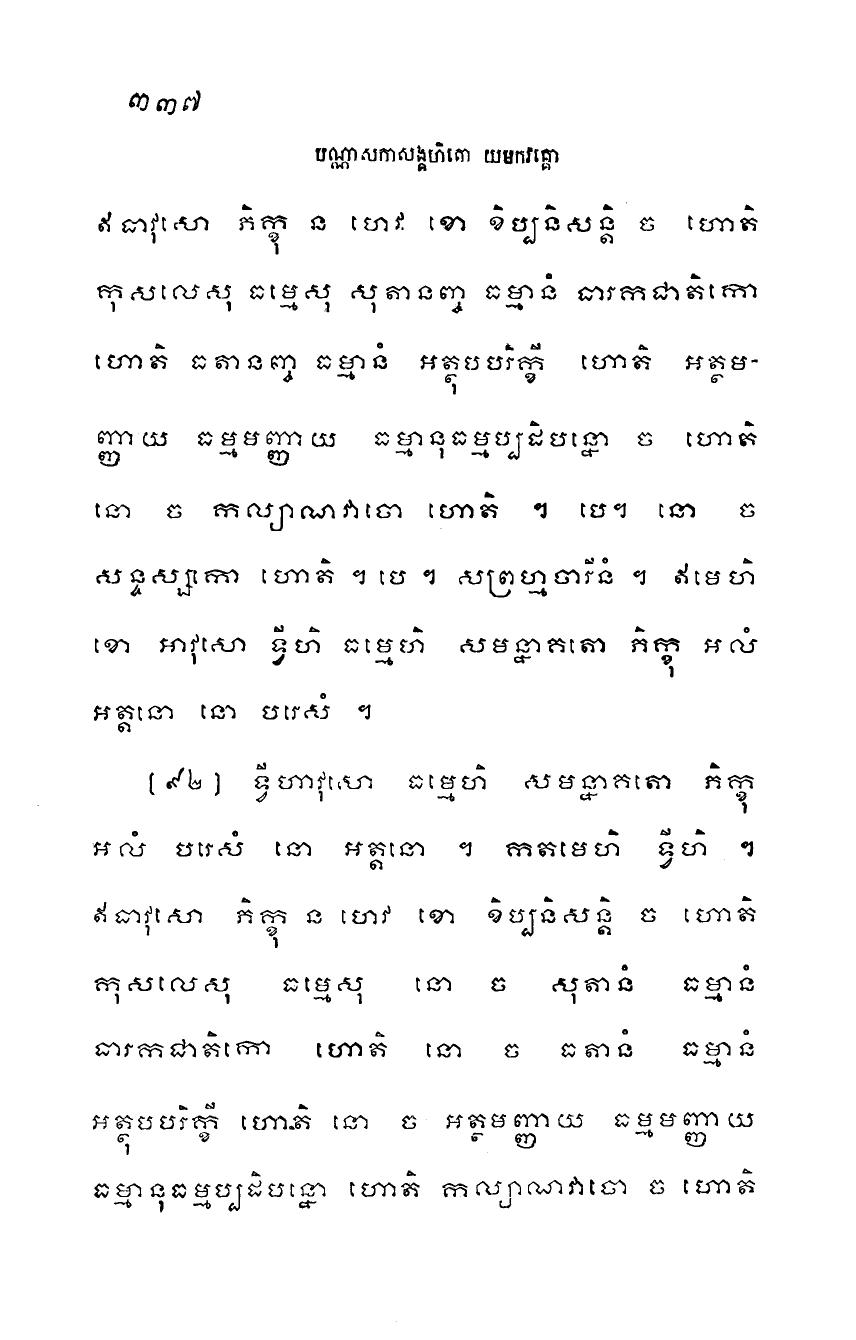 ៣៣៧
បណ្ណាសកាសង្គហិតោ យមកវគ្គោ
ឥធាវុសោ ភិក្ខុ ន ហេវ ខោ ខិប្បនិសន្តិ ច ហោតិ
កុសលេសុ ធម្មេសុ សុតានញ្ច ធម្មានំ ធារកជាតិកោ
ហោតិ ធតានញ្ច ធម្មានំ អត្ថុបបរិក្ខី ហោតិ អត្ថម-
ញ្ញាយ ធម្មមញ្ញាយ ធម្មានុធម្មប្បដិបន្នោ ច ហោតិ
នោ ច កល្យាណវាចោ ហោតិ ។ បេ។ នោ ច
សន្ទស្សកោ ហោតិ ។ បេ ។ សព្រហ្មចារីនំ ។ ឥមេហិ
ខោ អាវុសោ ទ្វីហិ ធម្មេហិ សមន្នាគតោ ភិក្ខុ អលំ
អត្តនោ នោ បរេសំ ។
[៩២] ទ្វីហាវុសោ ធម្មេហិ សមន្នាគតោ ភិក្ខុ
អលំ បរេសំ នោ អត្តនោ ។ កតមេហិ ទ្វីហិ ។
ឥធាវុសោ ភិក្ខុ ន ហេវ ខោ ខិប្បនិសន្តិ ច ហោតិ
កុសលេសុ ធម្មេសុ នោ ច សុតានំ ធម្មានំ
ធារកជាតិកោ ហោតិ នោ ច ធតានំ ធម្មានំ
អត្ថុបបរិក្ខី ហោតិ នោ ច អត្ថមញ្ញាយ ធម្មមញ្ញាយ
ធម្មានុធម្មប្បដិបន្នោ ហោតិ កល្យាណវាចោ ច ហោតិ